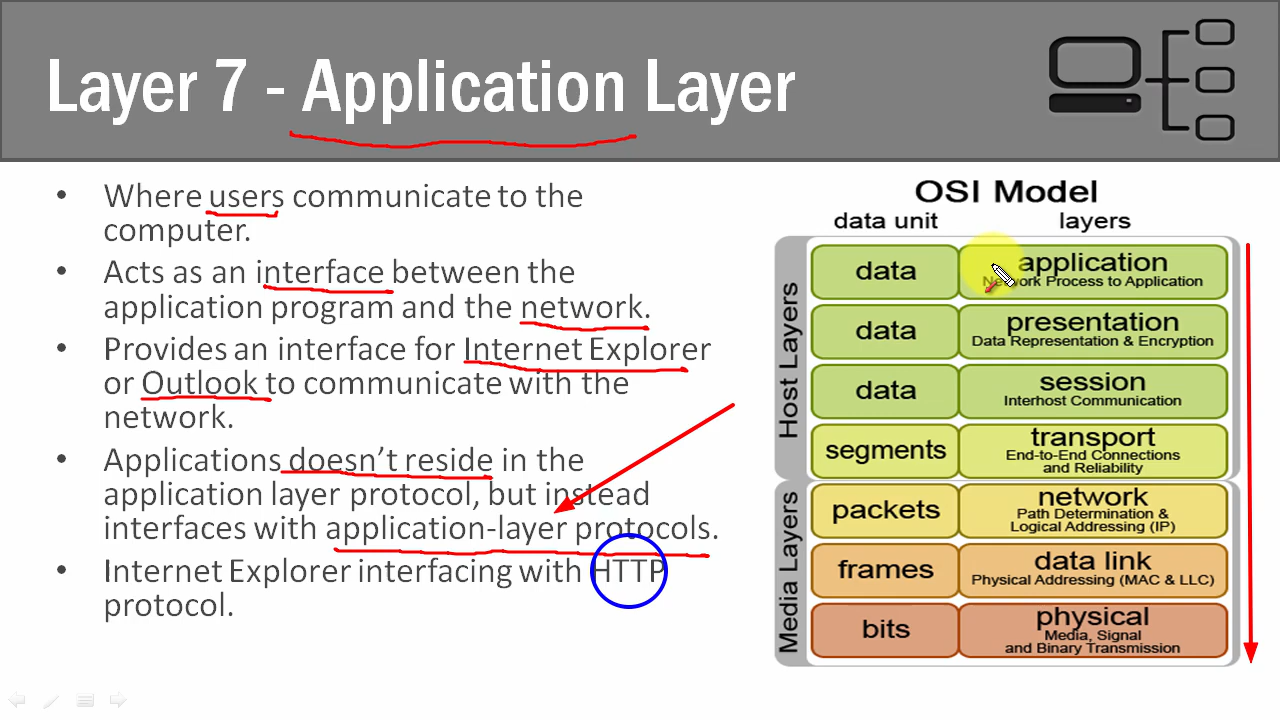 Layer 7 - Application Layer
• Where users communicate to the
computer.
• Acts as an interface between the
application program and the network.
• Provides an interface for Internet Explorer
or Outlook to communicate with the
network.
• Applications doesn't reside in the
application layer protocol, but instead
interfaces with application-layer protocols.
• Internet Explorer interfacing with HTTP
protocol.
OSI Model
data unit layers
Host Layers
data application
Network Process to Application
data presentation
Data Representation & Encryption
data session
Interhost Communication
segments transport
End-to-End Connections
and Reliability
Media Layers
packets network
Path Determination &
Logical Addressing (IP)
frames data link
Physical Addressing (MAC & LLC)
bits physical
Media, Signal
and Binary Transmission